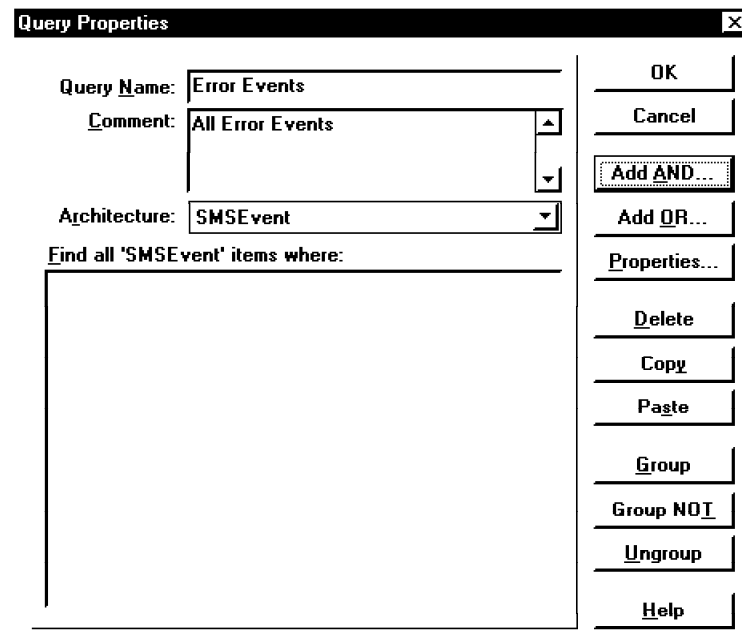 Query Properties
Query Name: Error Events
Comment: All Error Events
Architecture: SMSEvent
Find all 'SMSEvent' items where:
OK
Cancel
Add AND...
Add OR...
Properties...
Delete
Copy
Paste
Group
Group NOT
Ungroup
Help